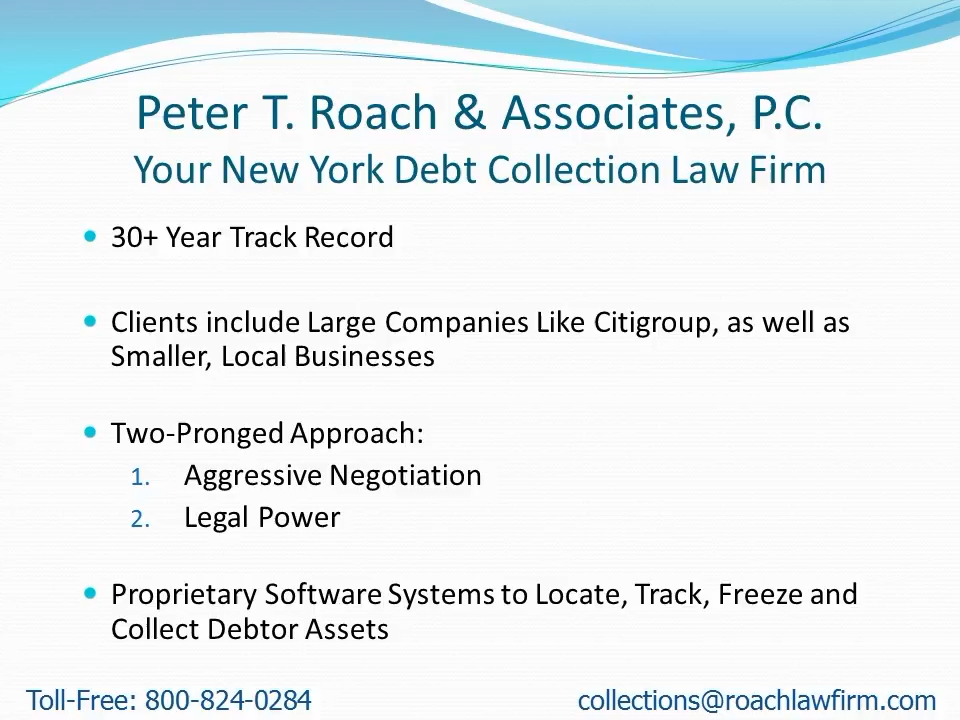 Peter T. Roach & Associates, P.C.
Your New York Debt Collection Law Firm
• 30+ Year Track Record
• Clients include Large Companies Like Citigroup, as well as
Smaller, Local Businesses
• Two-Pronged Approach:
1. Aggressive Negotiation
2. Legal Power
• Proprietary Software Systems to Locate, Track, Freeze and
Collect Debtor Assets
Toll-Free: 800-824-0284 collections@roachlawfirm.com